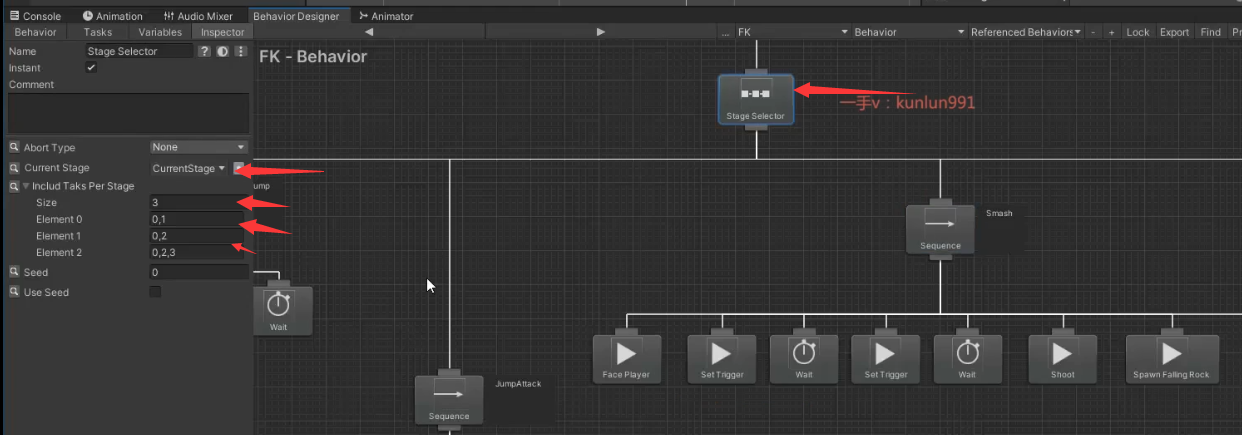 Console Animation Audio Mixer Behavior Designer Animator
Behavior Tasks Variables Inspector ... FK Behavior Referenced Behaviors - + Lock Export Find
Name Stage Selector
Instant
Comment
FK - Behavior
Stage Selector
一手v：kunlun991
Abort Type None
Current Stage CurrentStage
Includ Taks Per Stage
Size 3
Element 0 0,1
Element 1 0,2
Element 2 0,2,3
Seed 0
Use Seed
ump
Smash
Sequence
Wait
Face Player Set Trigger Wait Set Trigger Wait Shoot Spawn Falling Rock
JumpAttack
Sequence